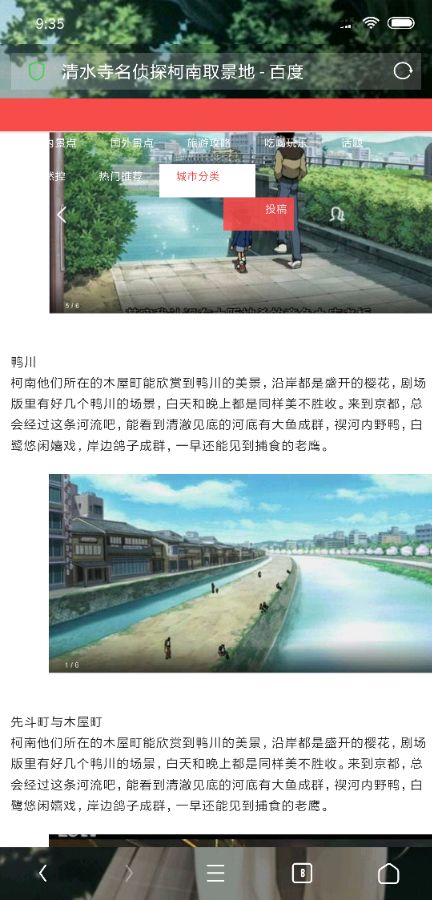 9:35
清水寺名侦探柯南取景地 - 百度
内景点 国外景点 旅游攻略 吃喝玩乐 话题
热门推荐 城市分类
投稿
5 / 6
鸭川
柯南他们所在的木屋町能欣赏到鸭川的美景，沿岸都是盛开的樱花，剧场
版里有好几个鸭川的场景，白天和晚上都是同样美不胜收。来到京都，总
会经过这条河流吧，能看到清澈见底的河底有大鱼成群，禊河内野鸭，白
鹭悠闲嬉戏，岸边鸽子成群，一早还能见到捕食的老鹰。
1 / 6
先斗町与木屋町
柯南他们所在的木屋町能欣赏到鸭川的美景，沿岸都是盛开的樱花，剧场
版里有好几个鸭川的场景，白天和晚上都是同样美不胜收。来到京都，总
会经过这条河流吧，能看到清澈见底的河底有大鱼成群，禊河内野鸭，白
鹭悠闲嬉戏，岸边鸽子成群，一早还能见到捕食的老鹰。
8